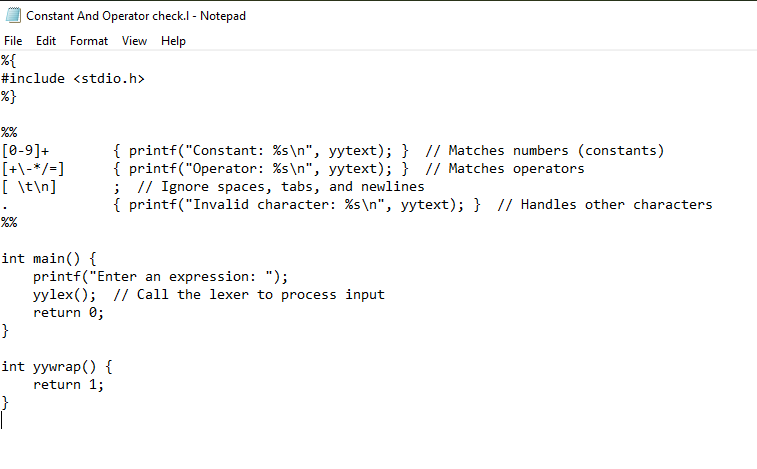 Constant And Operator check.l - Notepad
File Edit Format View Help
%{
#include <stdio.h>
%}

%%
[0-9]+        { printf("Constant: %s\n", yytext); }  // Matches numbers (constants)
[+\-*/=]      { printf("Operator: %s\n", yytext); }  // Matches operators
[ \t\n]       ;  // Ignore spaces, tabs, and newlines
.             { printf("Invalid character: %s\n", yytext); }  // Handles other characters
%%

int main() {
    printf("Enter an expression: ");
    yylex();  // Call the lexer to process input
    return 0;
}

int yywrap() {
    return 1;
}